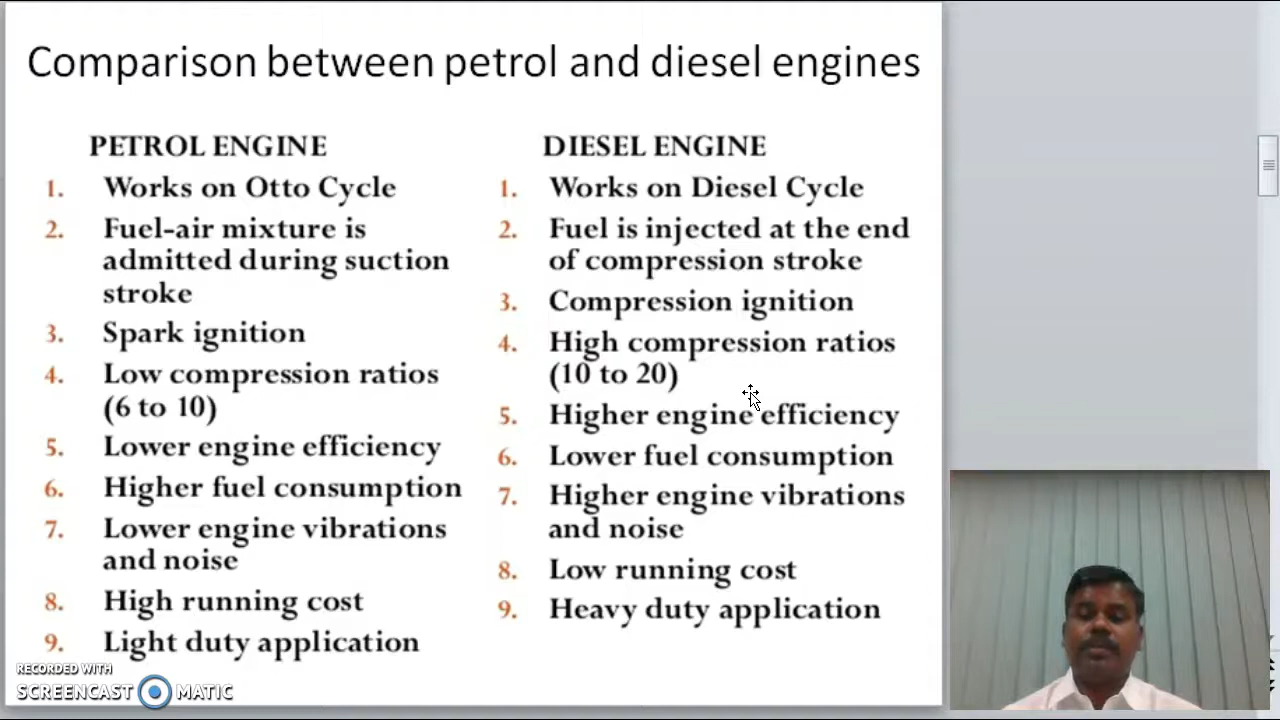 Comparison between petrol and diesel engines
PETROL ENGINE
1. Works on Otto Cycle
2. Fuel-air mixture is
admitted during suction
stroke
3. Spark ignition
4. Low compression ratios
(6 to 10)
5. Lower engine efficiency
6. Higher fuel consumption
7. Lower engine vibrations
and noise
8. High running cost
9. Light duty application
DIESEL ENGINE
1. Works on Diesel Cycle
2. Fuel is injected at the end
of compression stroke
3. Compression ignition
4. High compression ratios
(10 to 20)
5. Higher engine efficiency
6. Lower fuel consumption
7. Higher engine vibrations
and noise
8. Low running cost
9. Heavy duty application
RECORDED WITH
SCREENCAST MATIC